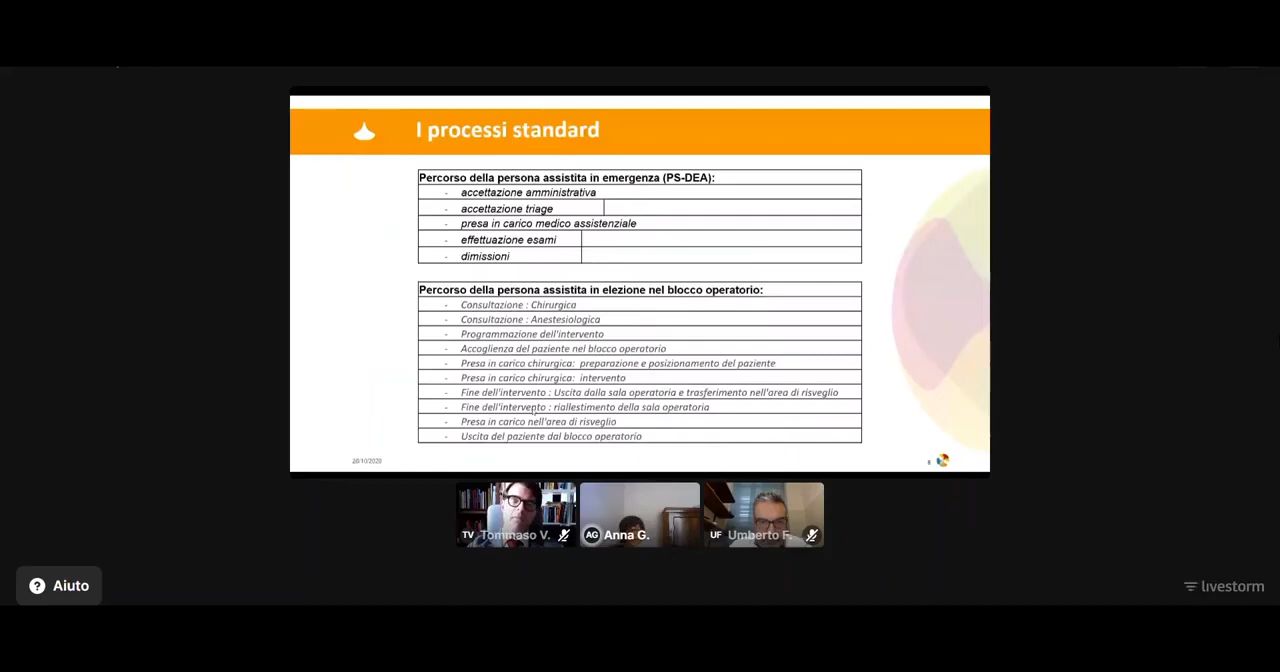 I processi standard
Percorso della persona assistita in emergenza (PS-DEA):
- accettazione amministrativa
- accettazione triage
- presa in carico medico assistenziale
- effettuazione esami
- dimissioni
Percorso della persona assistita in elezione nel blocco operatorio:
- Consultazione : Chirurgica
- Consultazione : Anestesiologica
- Programmazione dell'intervento
- Accoglienza del paziente nel blocco operatorio
- Presa in carico chirurgica: preparazione e posizionamento del paziente
- Presa in carico chirurgica: intervento
- Fine dell'intervento : Uscita dalla sala operatoria e trasferimento nell'area di risveglio
- Fine dell'intervento : riallestimento della sala operatoria
- Presa in carico nell'area di risveglio
- Uscita del paziente dal blocco operatorio
TV Tommaso V.
AG Anna G.
UF Umberto F.
? Aiuto
livestorm